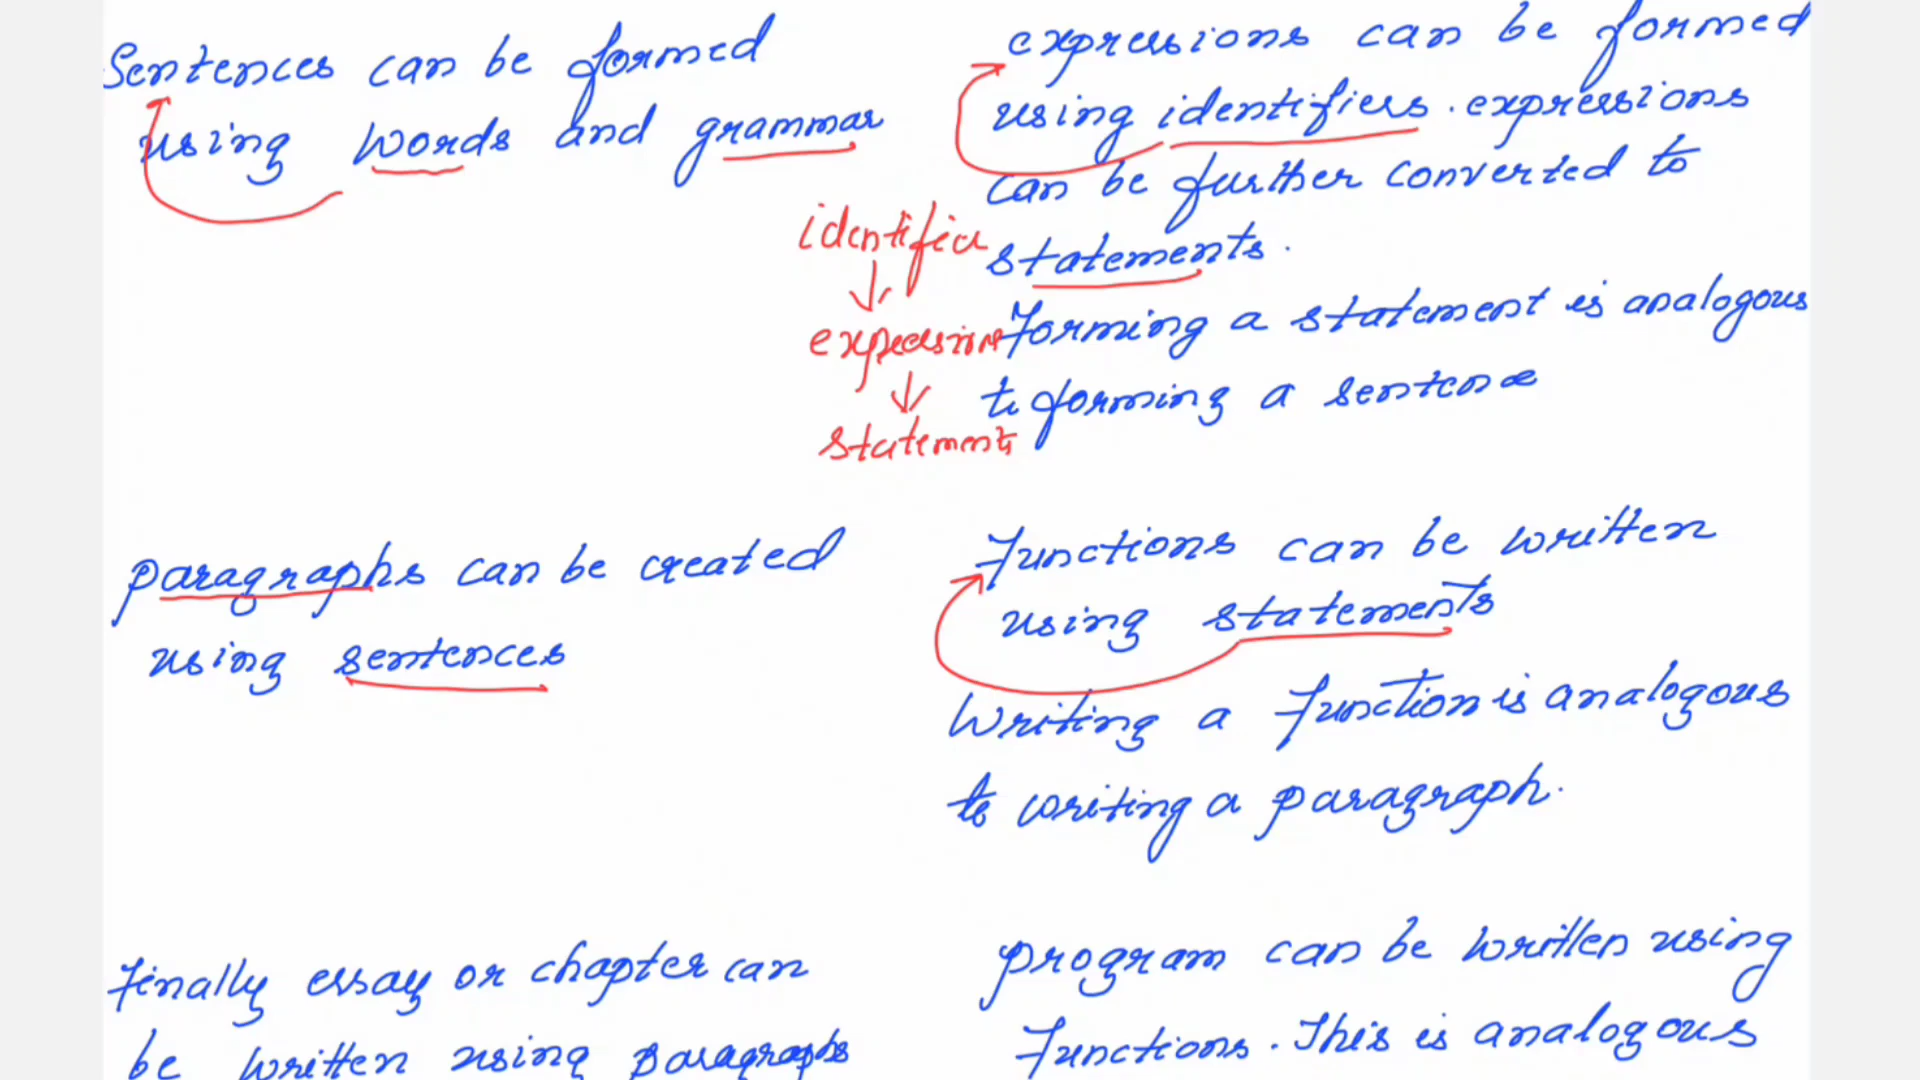 Sentences can be formed
using words and grammar
expressions can be formed
using identifiers. expressions
can be further converted to
statements.
Forming a statement is analogous
to forming a sentence
identifier
↓
expressions
↓
statements
paragraphs can be created
using sentences
Functions can be written
using statements
Writing a function is analogous
to writing a paragraph.
Finally essay or chapter can
be written using paragraphs
program can be written using
Functions. This is analogous